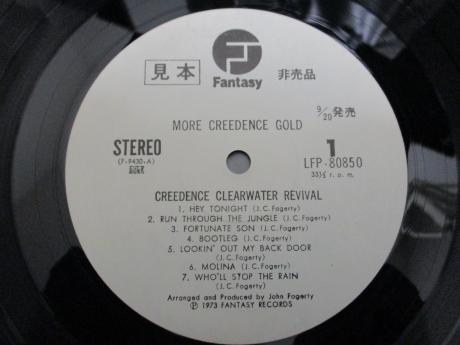 見本
Fantasy
非売品
MORE CREEDENCE GOLD
9/20発売
STEREO
1
(F-9430-A)
LFP-80850
33⅓ r.p.m.
CREEDENCE CLEARWATER REVIVAL
1. HEY TONIGHT (J.C.Fogerty)
2. RUN THROUGH THE JUNGLE (J.C.Fogerty)
3. FORTUNATE SON (J.C.Fogerty)
4. BOOTLEG (J.C.Fogerty)
5. LOOKIN' OUT MY BACK DOOR
(J.C.Fogerty)
6. MOLINA (J.C.Fogerty)
7. WHO'LL STOP THE RAIN
(J.C.Fogerty)
Arranged and Produced by John Fogerty
Ⓟ 1973 FANTASY RECORDS